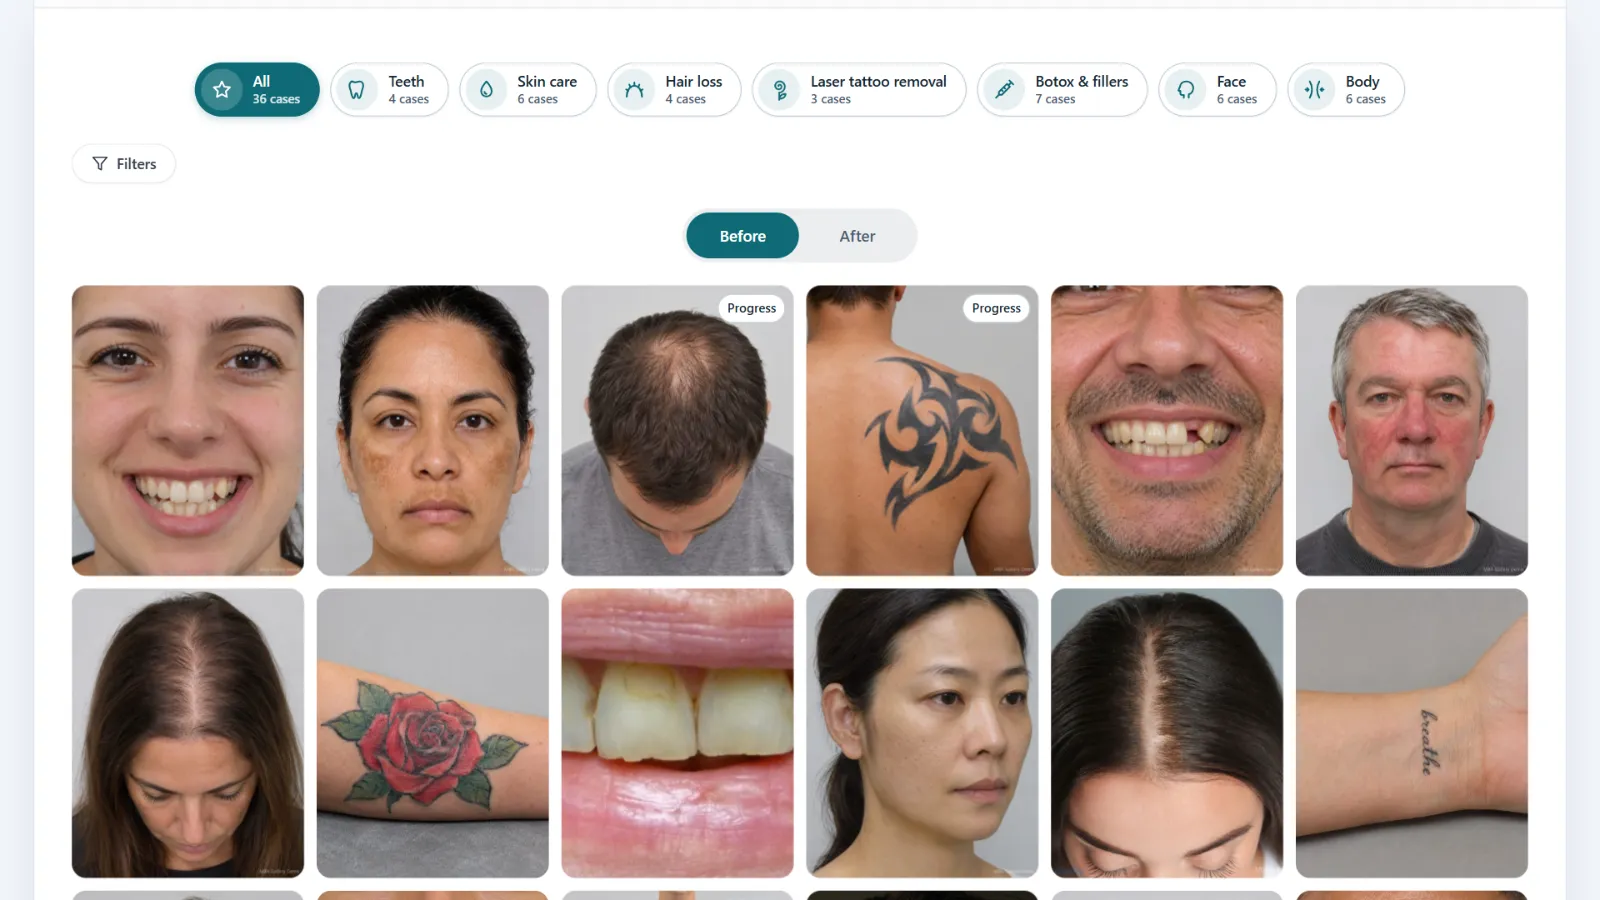 All
36 cases
Teeth
4 cases
Skin care
6 cases
Hair loss
4 cases
Laser tattoo removal
3 cases
Botox & fillers
7 cases
Face
6 cases
Body
6 cases
Filters
Before
After
Progress
Progress
breathe